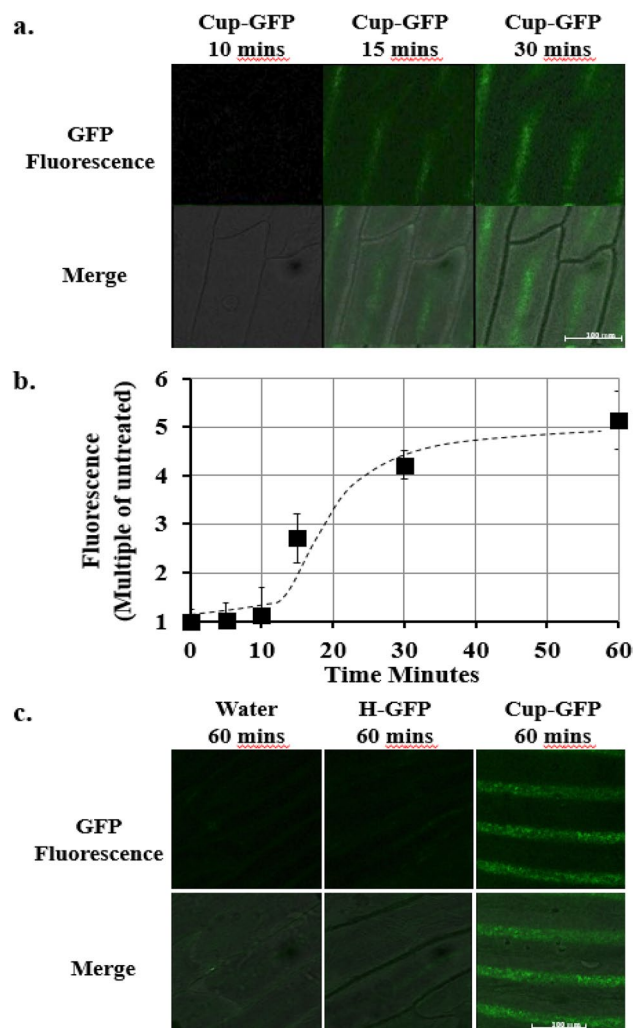 a.
Cup-GFP Cup-GFP Cup-GFP
10 mins 15 mins 30 mins
GFP
Fluorescence
Merge
b.
Fluorescence
(Multiple of untreated)
6
5
4
3
2
1
0 10 20 30 40 50 60
Time Minutes
c.
Water H-GFP Cup-GFP
60 mins 60 mins 60 mins
GFP
Fluorescence
Merge